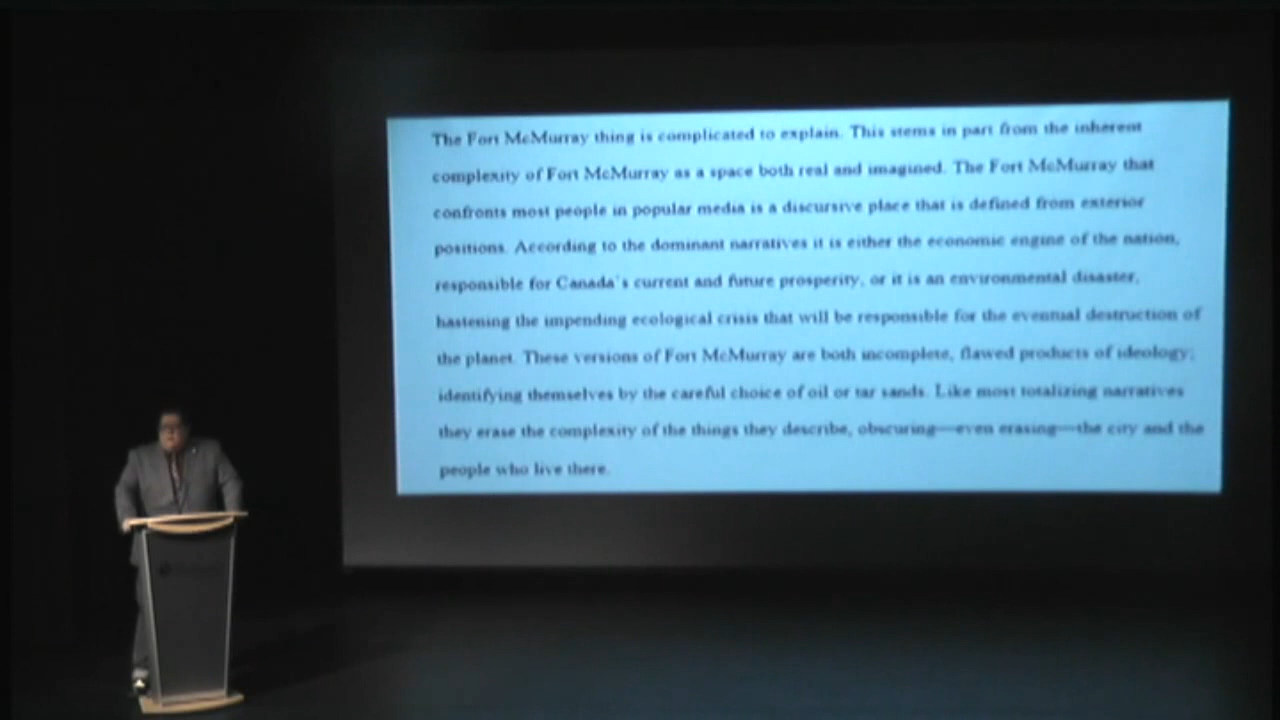 The Fort McMurray thing is complicated to explain. This stems in part from the inherent
complexity of Fort McMurray as a space both real and imagined. The Fort McMurray that
confronts most people in popular media is a discursive place that is defined from exterior
positions. According to the dominant narratives it is either the economic engine of the nation,
responsible for Canada's current and future prosperity, or it is an environmental disaster,
hastening the impending ecological crisis that will be responsible for the eventual destruction of
the planet. These versions of Fort McMurray are both incomplete, flawed products of ideology,
identifying themselves by the careful choice of oil or tar sands. Like most totalizing narratives
they erase the complexity of the things they describe, obscuring—even erasing—the city and the
people who live there.